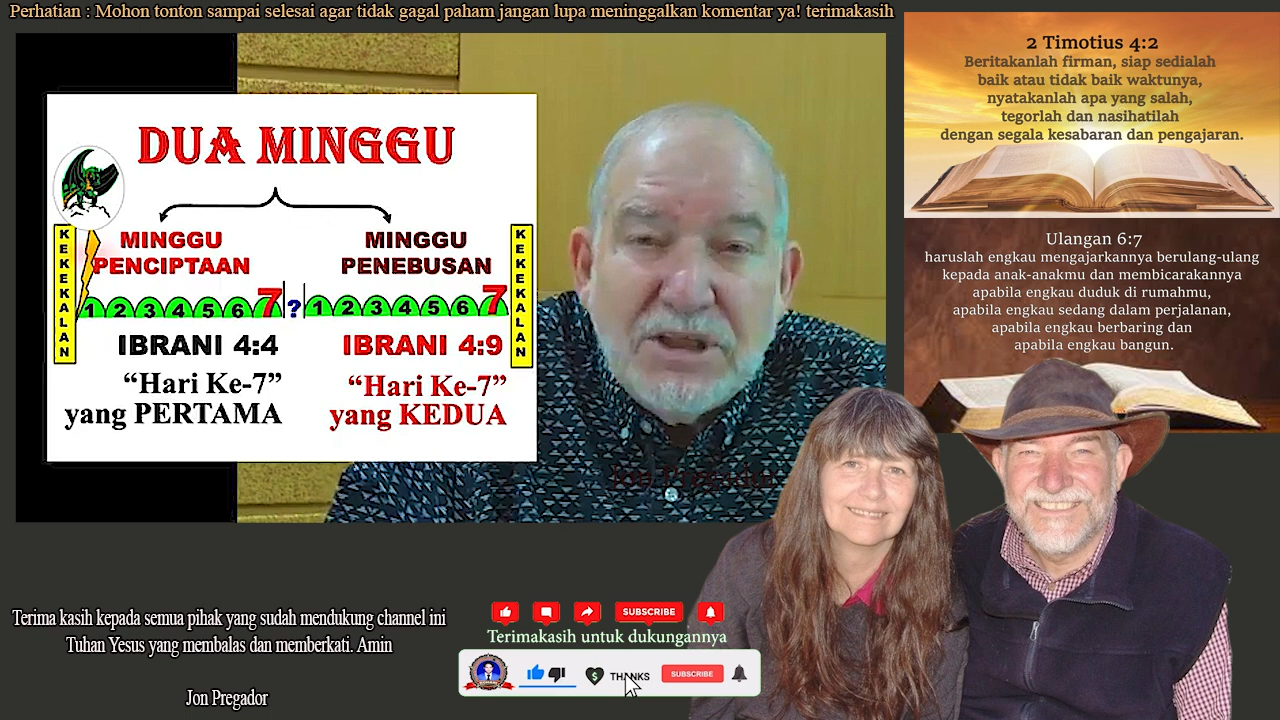 Perhatian : Mohon tonton sampai selesai agar tidak gagal paham jangan lupa meninggalkan komentar ya! terimakasih
DUA MINGGU
MINGGU
PENCIPTAAN
MINGGU
PENEBUSAN
KEKEKALAN
1 2 3 4 5 6 7 ? 1 2 3 4 5 6 7
KEKEKALAN
IBRANI 4:4
IBRANI 4:9
“Hari Ke-7”
yang PERTAMA
“Hari Ke-7”
yang KEDUA
Jon Pregador
2 Timotius 4:2
Beritakanlah firman, siap sedialah
baik atau tidak baik waktunya,
nyatakanlah apa yang salah,
tegorlah dan nasihatilah
dengan segala kesabaran dan pengajaran.
Ulangan 6:7
haruslah engkau mengajarkannya berulang-ulang
kepada anak-anakmu dan membicarakannya
apabila engkau duduk di rumahmu,
apabila engkau sedang dalam perjalanan,
apabila engkau berbaring dan
apabila engkau bangun.
Terima kasih kepada semua pihak yang sudah mendukung channel ini
Tuhan Yesus yang membalas dan memberkati. Amin
Jon Pregador
SUBSCRIBE
Terimakasih untuk dukungannya
THANKS
SUBSCRIBE